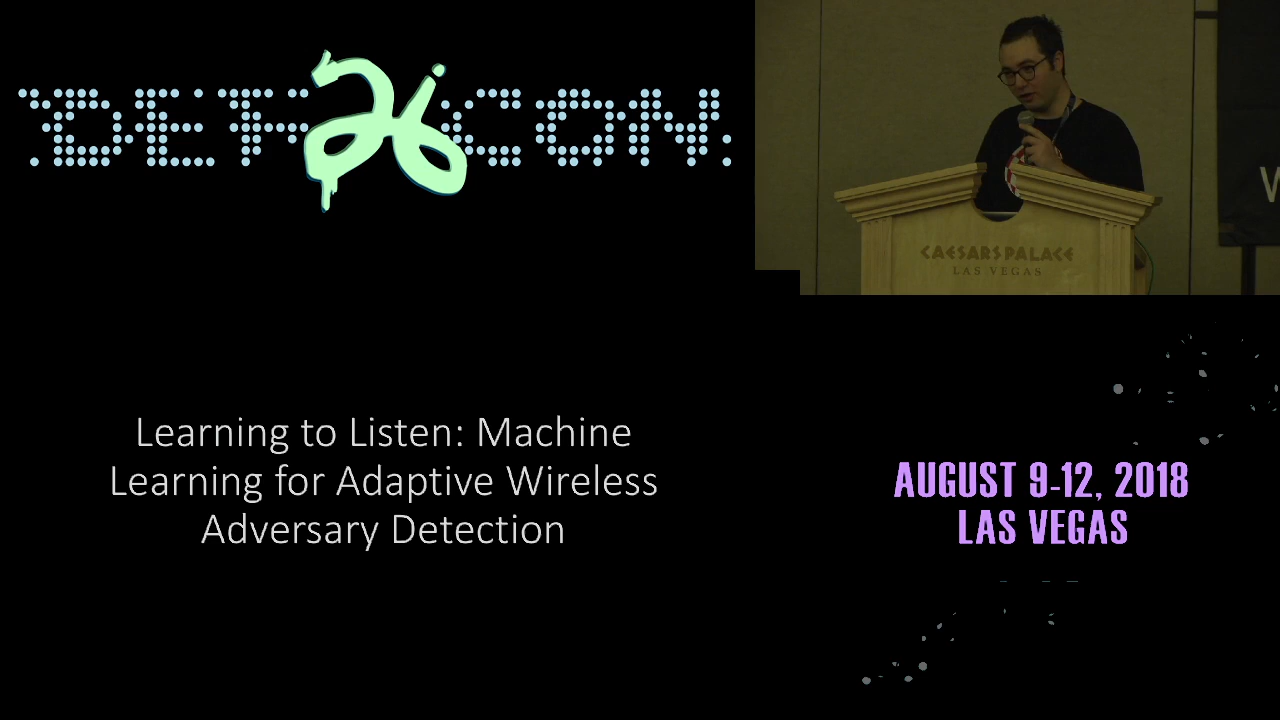 DEF CON
26
CAESARS PALACE
LAS VEGAS
W
Learning to Listen: Machine
Learning for Adaptive Wireless
Adversary Detection
AUGUST 9-12, 2018
LAS VEGAS